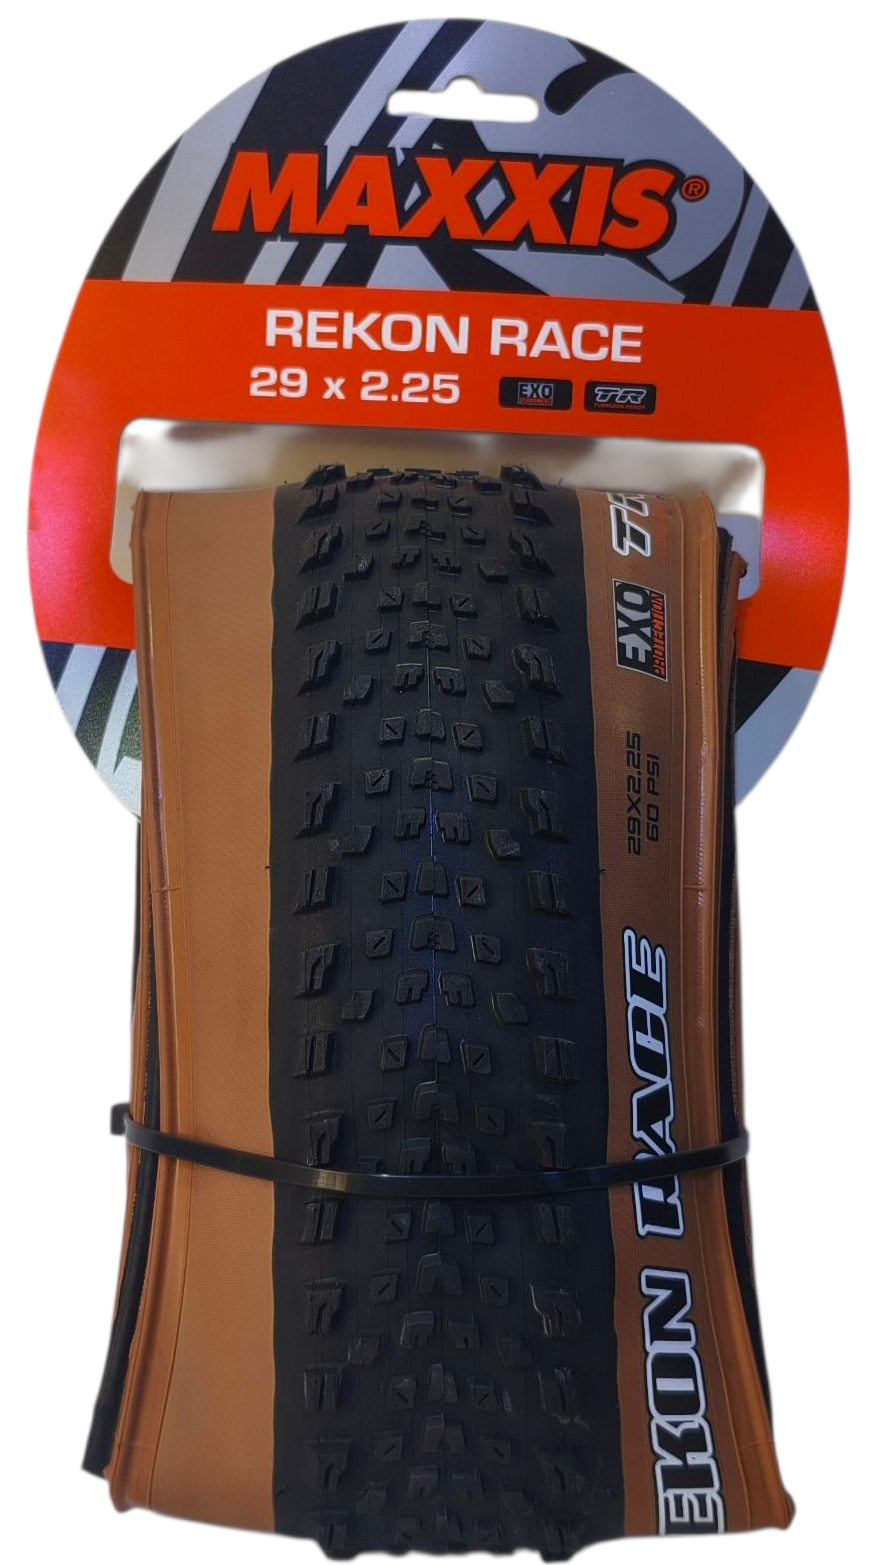 MAXXIS®
REKON RACE
29 x 2.25
EXO
TR
TUBELESS READY
TR
EXO
PROTECTION
29X2.25
60 PSI
EKON RACE